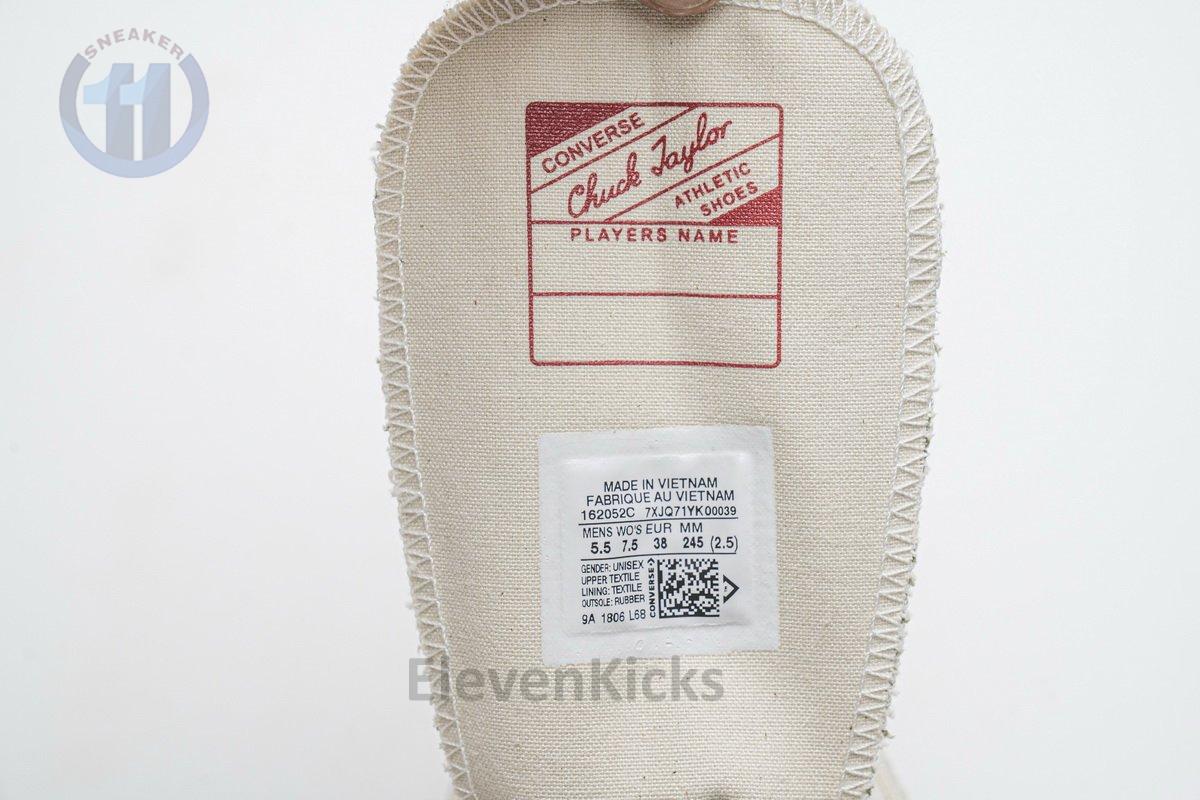 SNEAKER
11
CONVERSE
Chuck Taylor
ATHLETIC
SHOES
PLAYERS NAME
MADE IN VIETNAM
FABRIQUE AU VIETNAM
162052C 7XJQ71YK00039
MENS WO'S EUR MM
5.5 7.5 38 245 (2.5)
GENDER: UNISEX
UPPER TEXTILE
LINING: TEXTILE
OUTSOLE: RUBBER
CONVERSE
9A 1806 L68
ElevenKicks